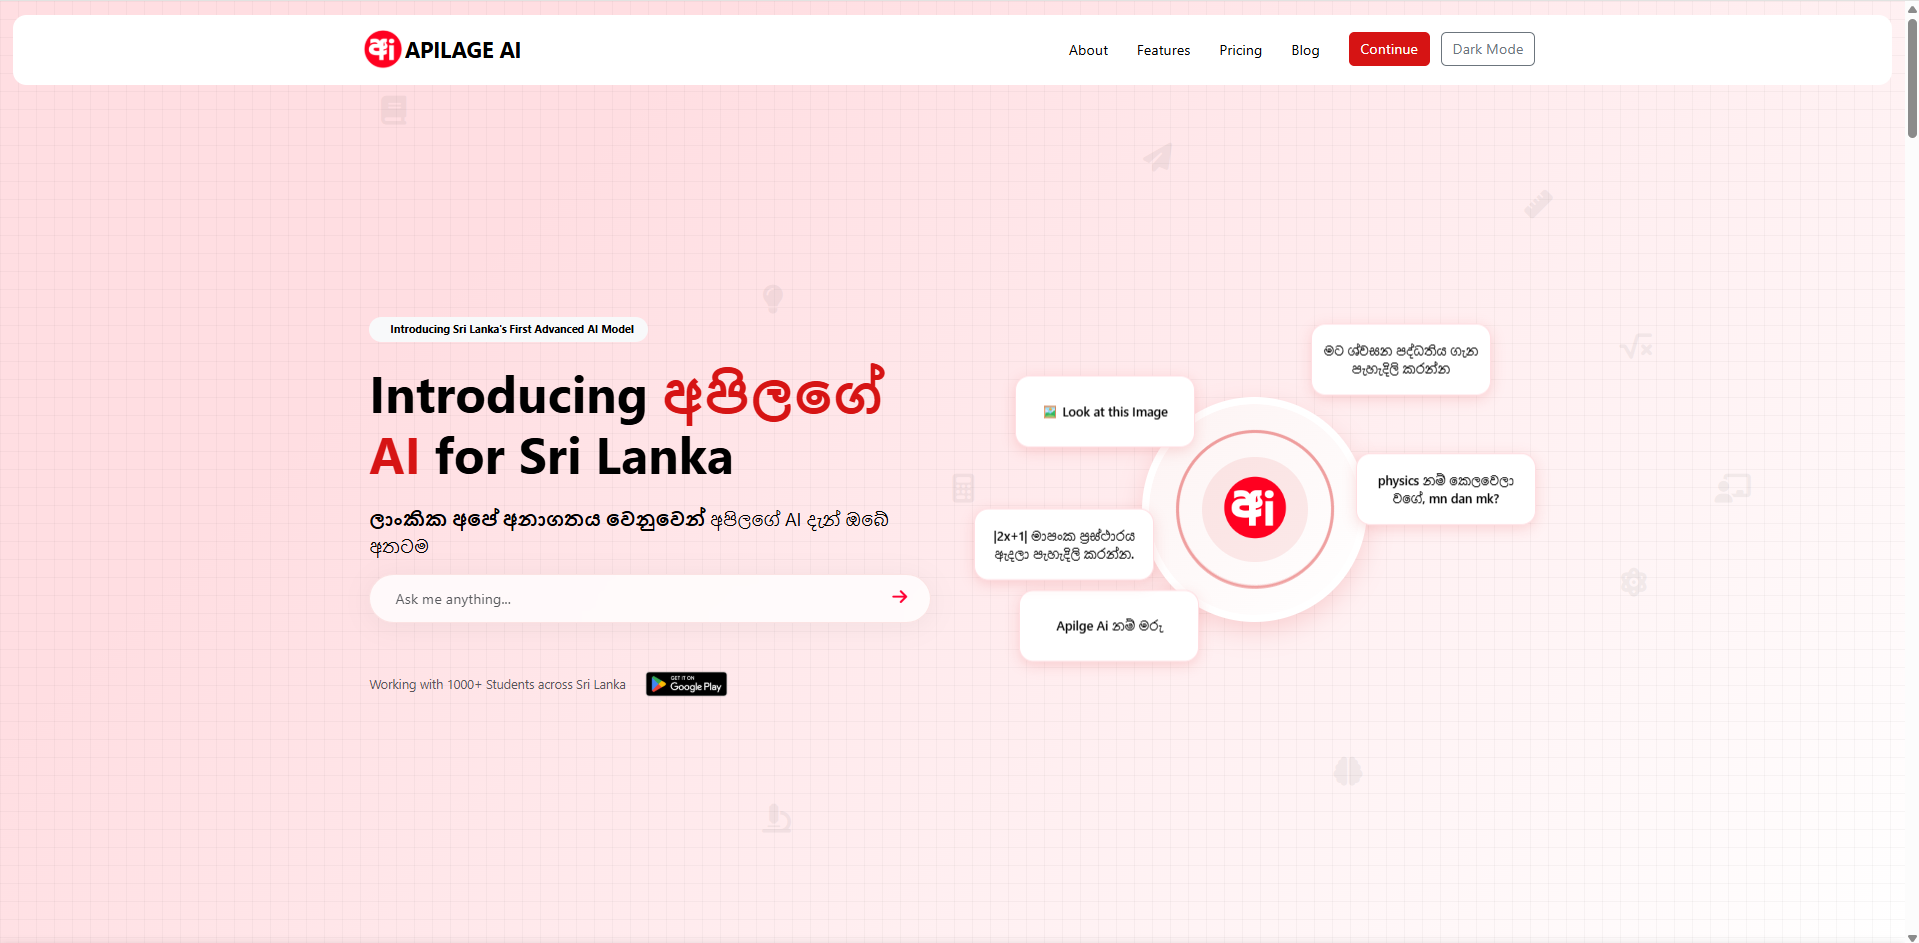 අai APILAGE AI
About
Features
Pricing
Blog
Continue
Dark Mode
Introducing Sri Lanka's First Advanced AI Model
Introducing අපිලගේ
AI for Sri Lanka
ලාංකික අපේ අනාගතය වෙනුවෙන් අපිලගේ AI දැන් ඔබේ
අතටම
Ask me anything...
Working with 1000+ Students across Sri Lanka
GET IT ON
Google Play
මට ශ්වසන පද්ධතිය ගැන
පැහැදිලි කරන්න
🖼️ Look at this Image
physics නම් කෙලවෙලා
වගේ, mn dan mk?
|2x+1| මාපංක ප්‍රස්ථාරය
ඇදලා පැහැදිලි කරන්න.
Apilge Ai නම් මරු